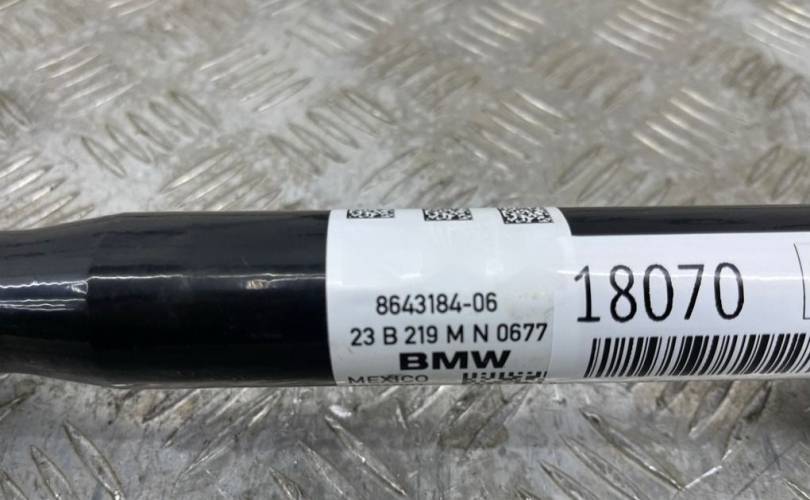 8643184-06
23 B 219 M N 0677
BMW
MEXICO
18070